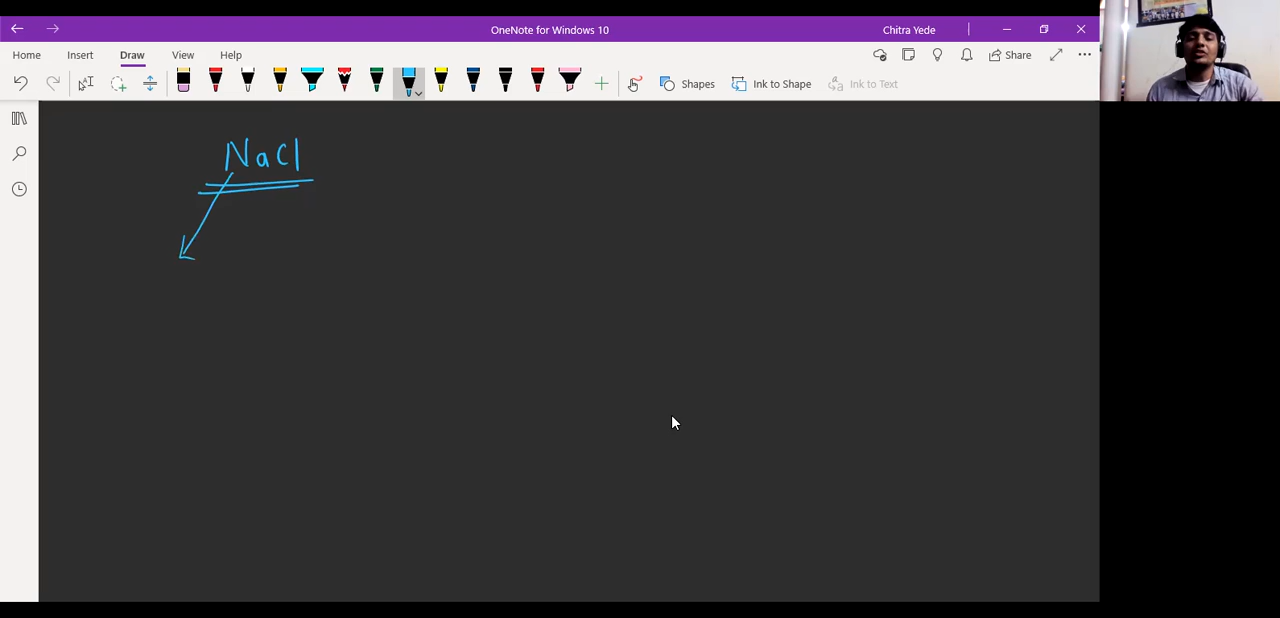 OneNote for Windows 10
Chitra Yede
Home Insert Draw View Help
Share
Shapes Ink to Shape Ink to Text
NaCl